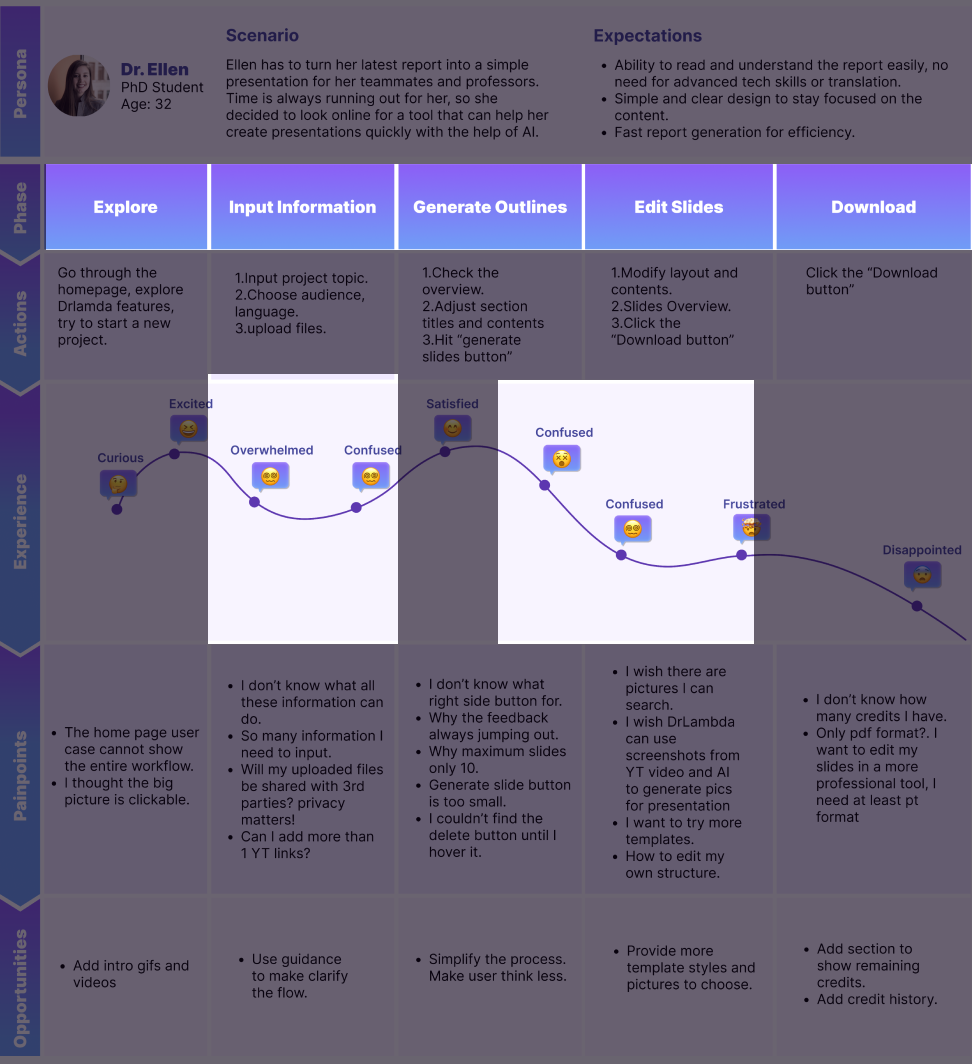 Persona
Dr. Ellen
PhD Student
Age: 32
Scenario
Ellen has to turn her latest report into a simple
presentation for her teammates and professors.
Time is always running out for her, so she
decided to look online for a tool that can help her
create presentations quickly with the help of AI.
Expectations
• Ability to read and understand the report easily, no
need for advanced tech skills or translation.
• Simple and clear design to stay focused on the
content.
• Fast report generation for efficiency.
Phase
Explore
Input Information
Generate Outlines
Edit Slides
Download
Actions
Go through the
homepage, explore
Drlamda features,
try to start a new
project.
1.Input project topic.
2.Choose audience,
language.
3.upload files.
1.Check the
overview.
2.Adjust section
titles and contents
3.Hit “generate
slides button”
1.Modify layout and
contents.
2.Slides Overview.
3.Click the
“Download button”
Click the “Download
button”
Experience
Curious
Excited
Overwhelmed
Confused
Satisfied
Confused
Confused
Frustrated
Disappointed
Painpoints
• The home page user
case cannot show
the entire workflow.
• I thought the big
picture is clickable.
• I don’t know what all
these information can
do.
• So many information I
need to input.
• Will my uploaded files
be shared with 3rd
parties? privacy
matters!
• Can I add more than
1 YT links?
• I don’t know what
right side button for.
• Why the feedback
always jumping out.
• Why maximum slides
only 10.
• Generate slide button
is too small.
• I couldn’t find the
delete button until I
hover it.
• I wish there are
pictures I can
search.
• I wish DrLambda
can use
screenshots from
YT video and AI
to generate pics
for presentation
• I want to try more
templates.
• How to edit my
own structure.
• I don’t know how
many credits I have.
• Only pdf format?. I
want to edit my
slides in a more
professional tool, I
need at least pt
format
Opportunities
• Add intro gifs and
videos
• Use guidance
to make clarify
the flow.
• Simplify the process.
Make user think less.
• Provide more
template styles and
pictures to choose.
• Add section to
show remaining
credits.
• Add credit history.